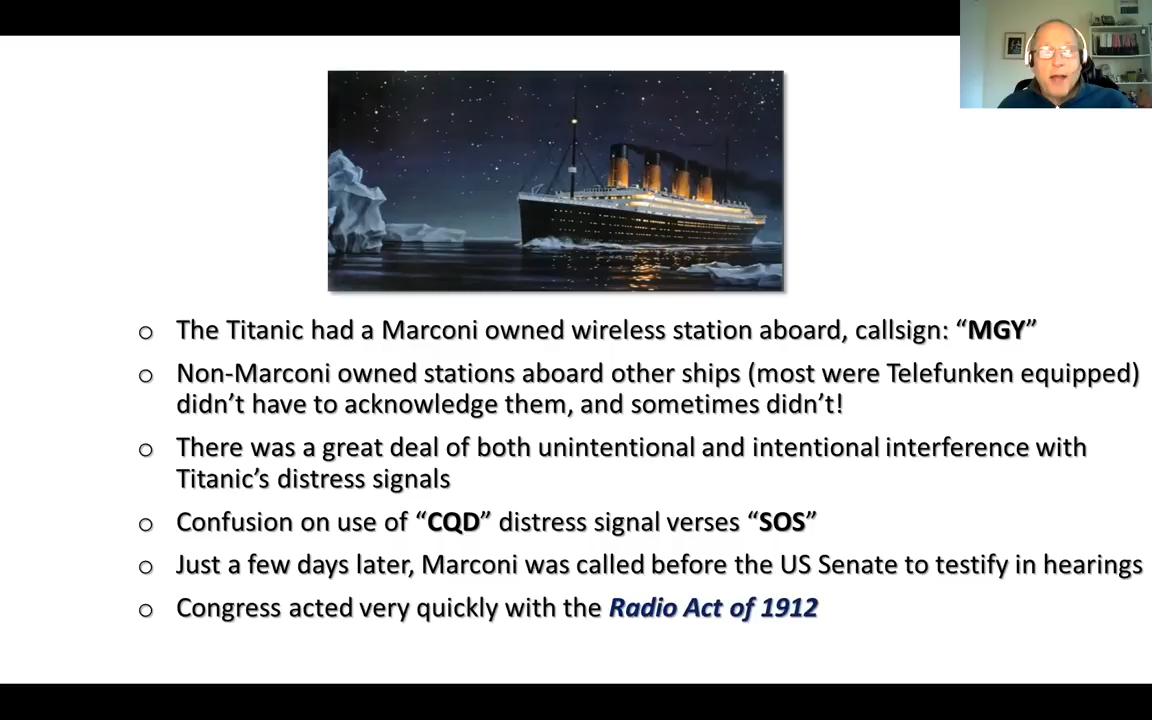 o The Titanic had a Marconi owned wireless station aboard, callsign: “MGY”
o Non-Marconi owned stations aboard other ships (most were Telefunken equipped)
didn’t have to acknowledge them, and sometimes didn’t!
o There was a great deal of both unintentional and intentional interference with
Titanic’s distress signals
o Confusion on use of “CQD” distress signal verses “SOS”
o Just a few days later, Marconi was called before the US Senate to testify in hearings
o Congress acted very quickly with the Radio Act of 1912